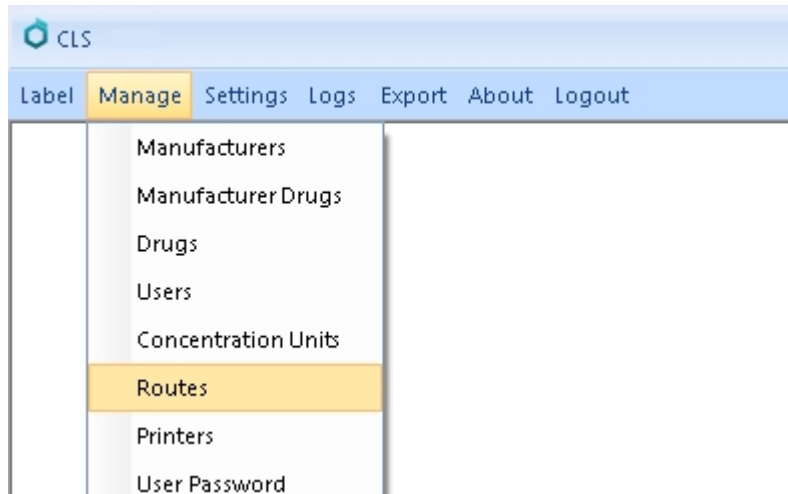 CLS
Label Manage Settings Logs Export About Logout
Manufacturers
Manufacturer Drugs
Drugs
Users
Concentration Units
Routes
Printers
User Password